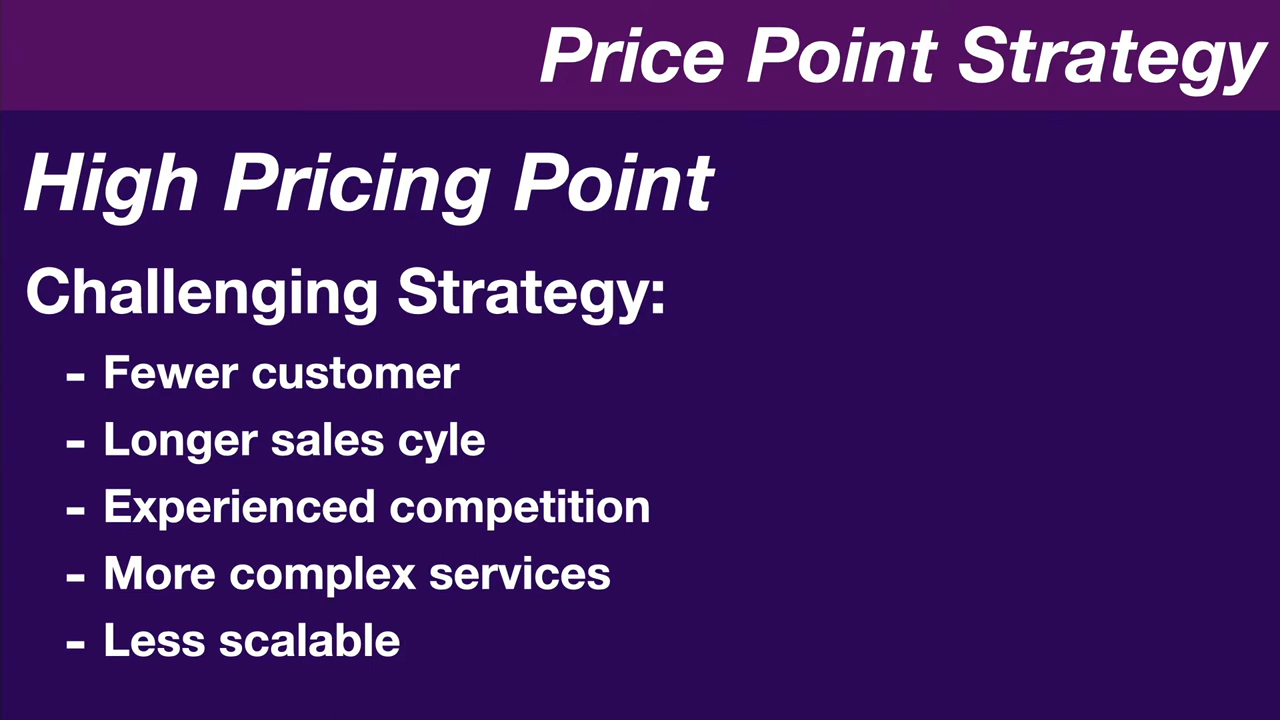 Price Point Strategy
High Pricing Point
Challenging Strategy:
- Fewer customer
- Longer sales cyle
- Experienced competition
- More complex services
- Less scalable